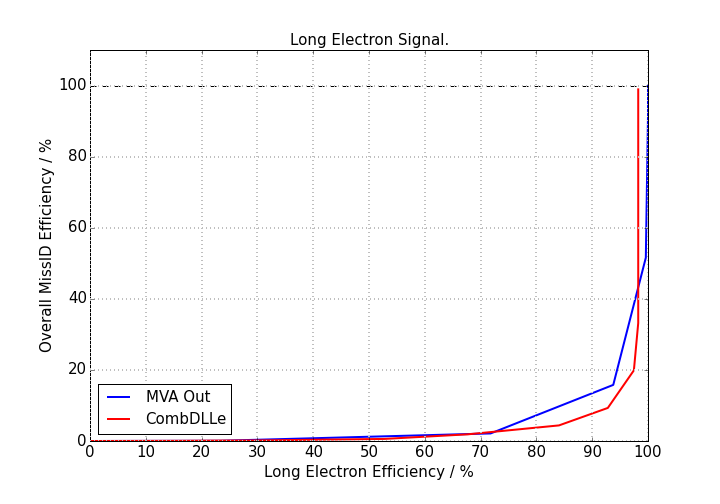 Long Electron Signal.
Overall MissID Efficiency / %
100
80
60
40
20
0
MVA Out
CombDLLe
0 10 20 30 40 50 60 70 80 90 100
Long Electron Efficiency / %